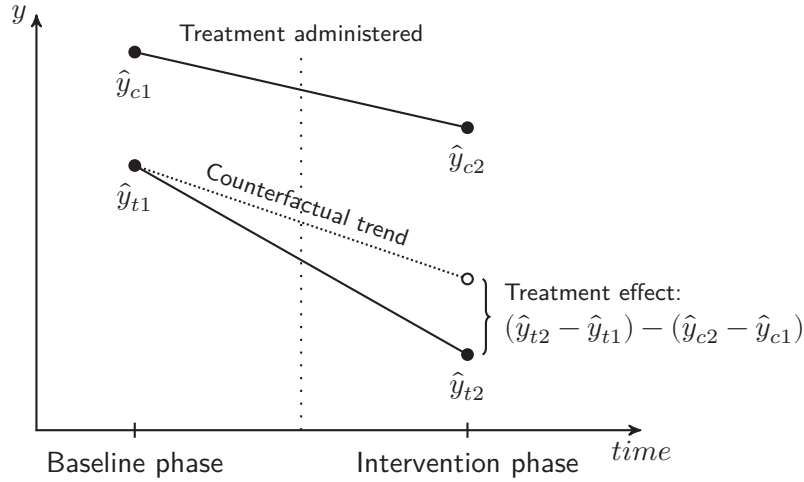 y
Treatment administered
ŷc1
ŷc2
ŷt1
Counterfactual trend
Treatment effect:
(ŷt2 − ŷt1) − (ŷc2 − ŷc1)
ŷt2
time
Baseline phase
Intervention phase